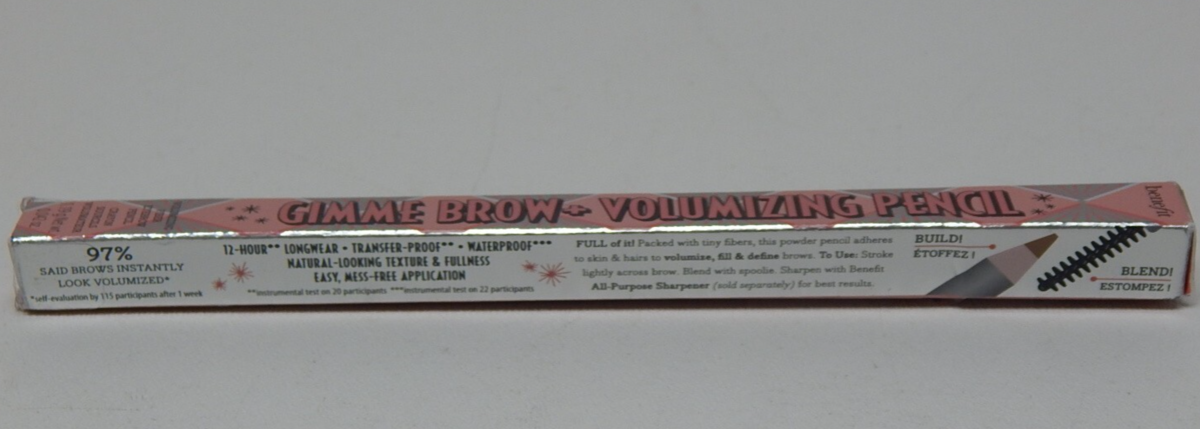 GIMME BROW+ VOLUMIZING PENCIL
benefit
97%
SAID BROWS INSTANTLY
LOOK VOLUMIZED*
*self-evaluation by 115 participants after 1 week
12-HOUR** LONGWEAR • TRANSFER-PROOF** • WATERPROOF***
NATURAL-LOOKING TEXTURE & FULLNESS
EASY, MESS-FREE APPLICATION
**instrumental test on 20 participants ***instrumental test on 22 participants
FULL of it! Packed with tiny fibers, this powder pencil adheres
to skin & hairs to volumize, fill & define brows. To Use: Stroke
lightly across brow. Blend with spoolie. Sharpen with Benefit
All-Purpose Sharpener (sold separately) for best results.
BUILD!
ÉTOFFEZ !
BLEND!
ESTOMPEZ !